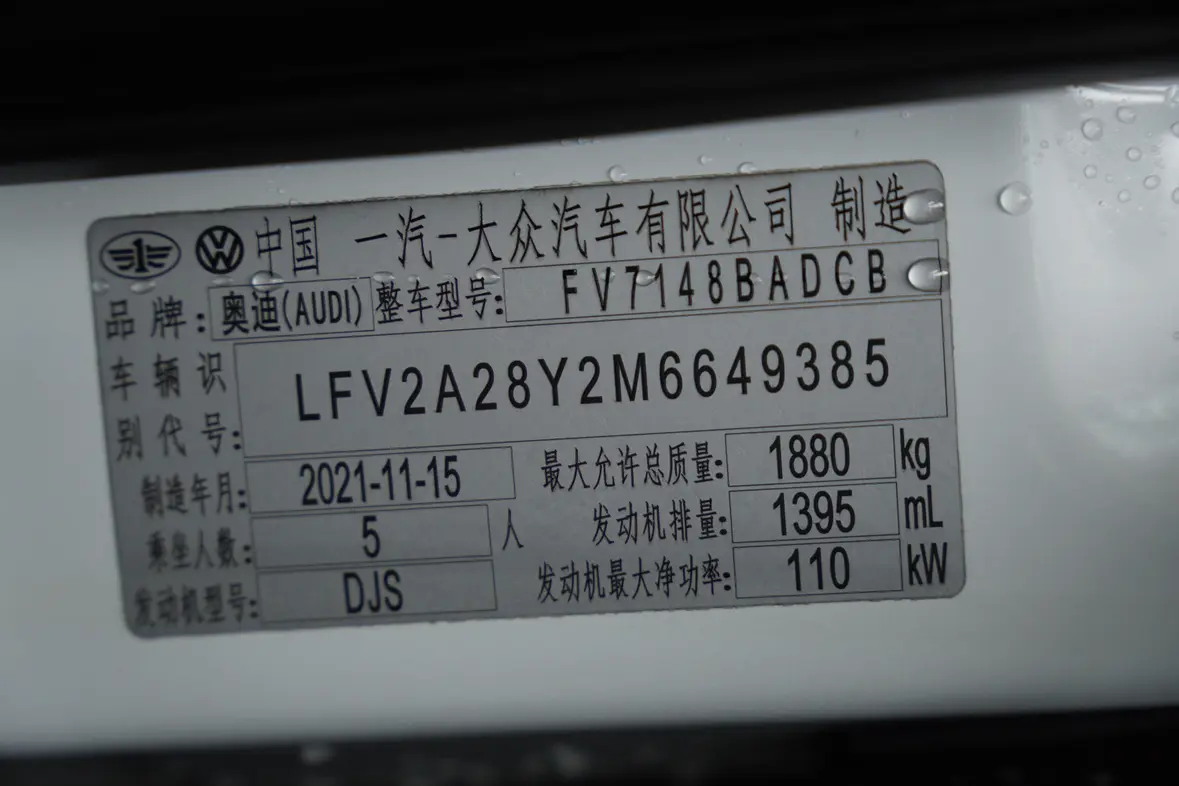 中国 一汽-大众汽车有限公司 制造
品牌: 奥迪(AUDI) 整车型号: FV7148BADCB
车辆识别代号: LFV2A28Y2M6649385
制造年月: 2021-11-15 最大允许总质量: 1880 kg
乘坐人数: 5 人 发动机排量: 1395 mL
发动机型号: DJS 发动机最大净功率: 110 kW